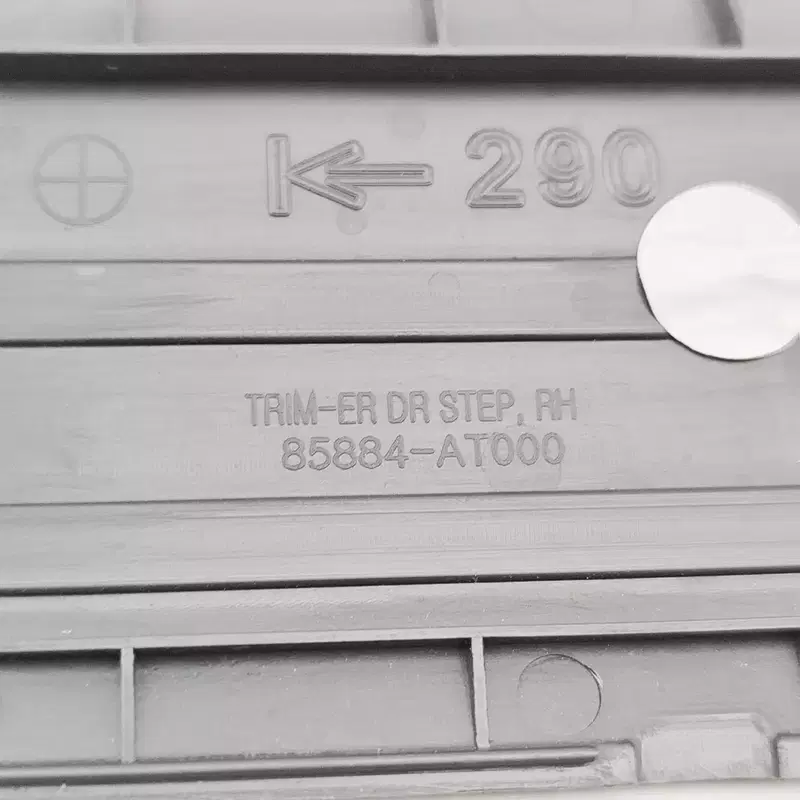 290
TRIM-ER DR STEP, RH
85884-AT000